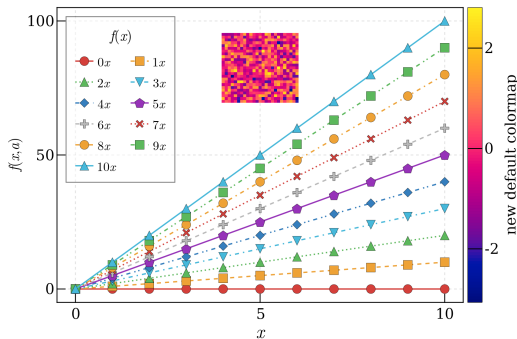 100
50
0
0
5
10
x
f(x,a)
f(x)
0x 1x
2x 3x
4x 5x
6x 7x
8x 9x
10x
2
0
-2
new default colormap